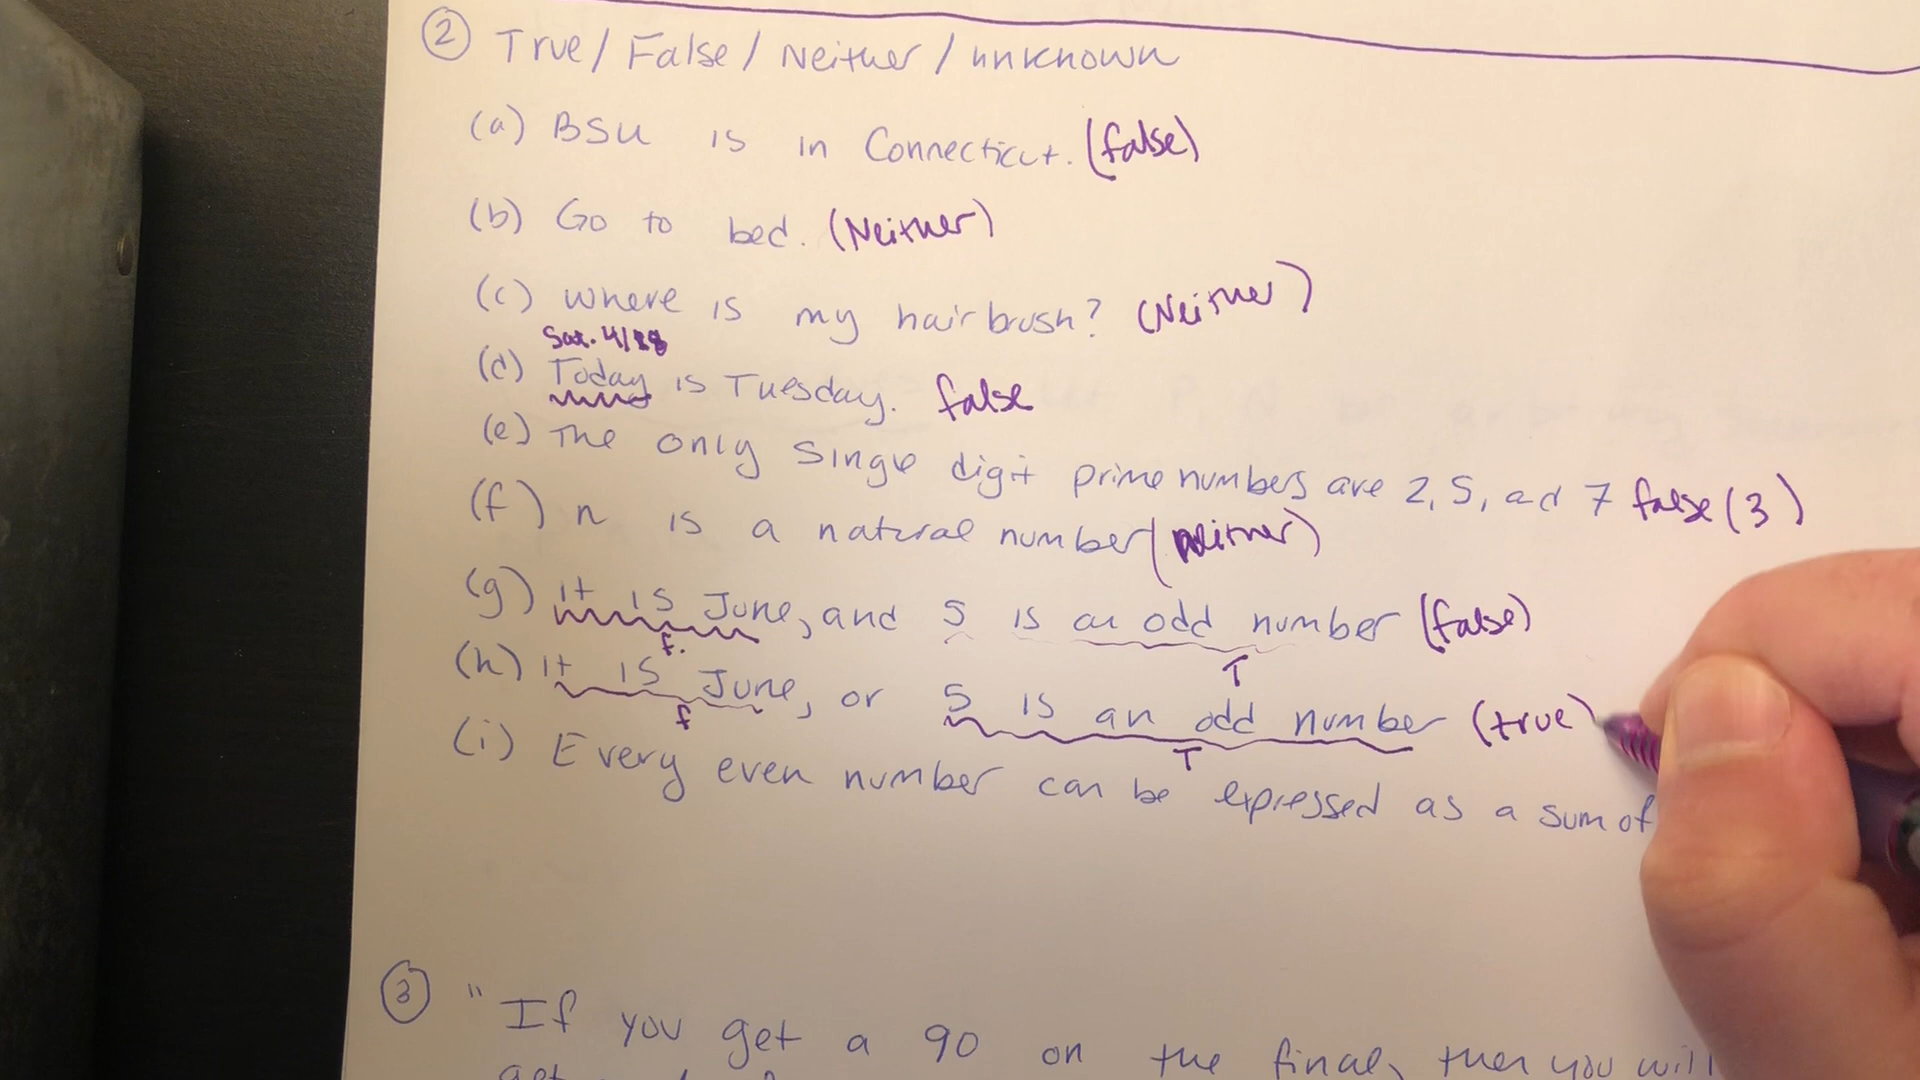 ② True / False / Neither / unknown
(a) BSU is in Connecticut. (false)
(b) Go to bed. (Neither)
(c) where is my hairbrush? (Neither)
Sat. 4/28
(d) Today is Tuesday. false
(e) The only single digit prime numbers are 2, 5, ad 7 false (3)
(f) n is a natural number (neither)
(g) it is June, and 5 is an odd number (false)
f. T
(h) it is June, or 5 is an odd number (true)
f T
(i) Every even number can be expressed as a sum of
③ "If you get a 90 on the final, then you will
get